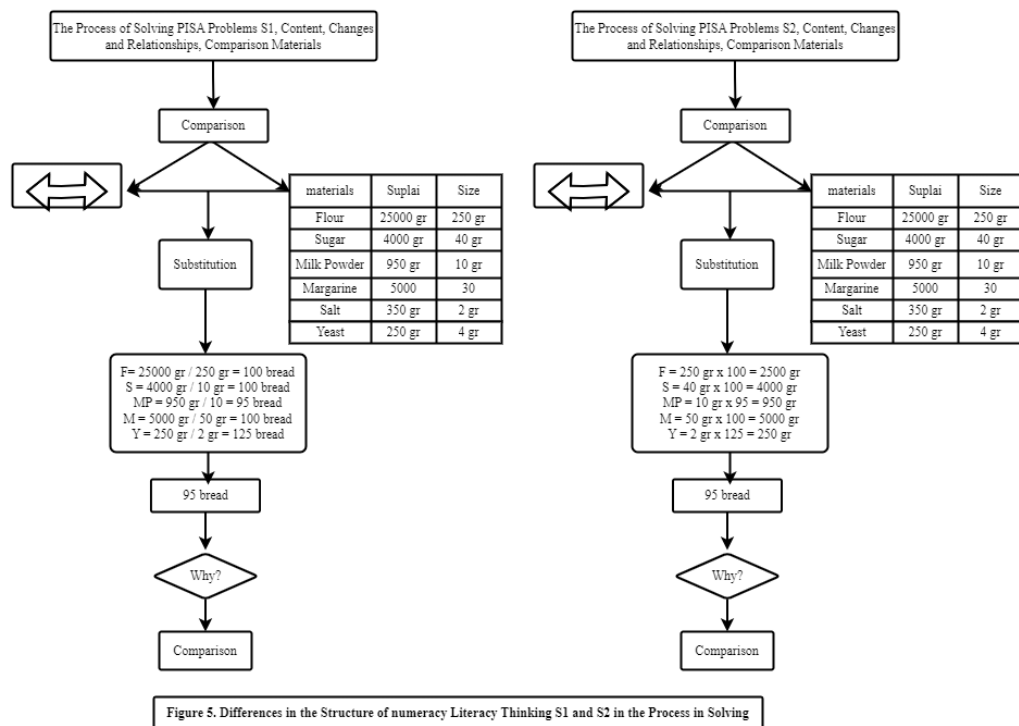 The Process of Solving PISA Problems S1, Content, Changes
and Relationships, Comparison Materials
Comparison
materials Suplai Size
Flour 25000 gr 250 gr
Sugar 4000 gr 40 gr
Milk Powder 950 gr 10 gr
Margarine 5000 30
Salt 350 gr 2 gr
Yeast 250 gr 4 gr
Substitution
F= 25000 gr / 250 gr = 100 bread
S = 4000 gr / 10 gr = 100 bread
MP = 950 gr / 10 = 95 bread
M = 5000 gr / 50 gr = 100 bread
Y = 250 gr / 2 gr = 125 bread
95 bread
Why?
Comparison
The Process of Solving PISA Problems S2, Content, Changes
and Relationships, Comparison Materials
Comparison
materials Suplai Size
Flour 25000 gr 250 gr
Sugar 4000 gr 40 gr
Milk Powder 950 gr 10 gr
Margarine 5000 30
Salt 350 gr 2 gr
Yeast 250 gr 4 gr
Substitution
F = 250 gr x 100 = 2500 gr
S = 40 gr x 100 = 4000 gr
MP = 10 gr x 95 = 950 gr
M = 50 gr x 100 = 5000 gr
Y = 2 gr x 125 = 250 gr
95 bread
Why?
Comparison
Figure 5. Differences in the Structure of numeracy Literacy Thinking S1 and S2 in the Process in Solving